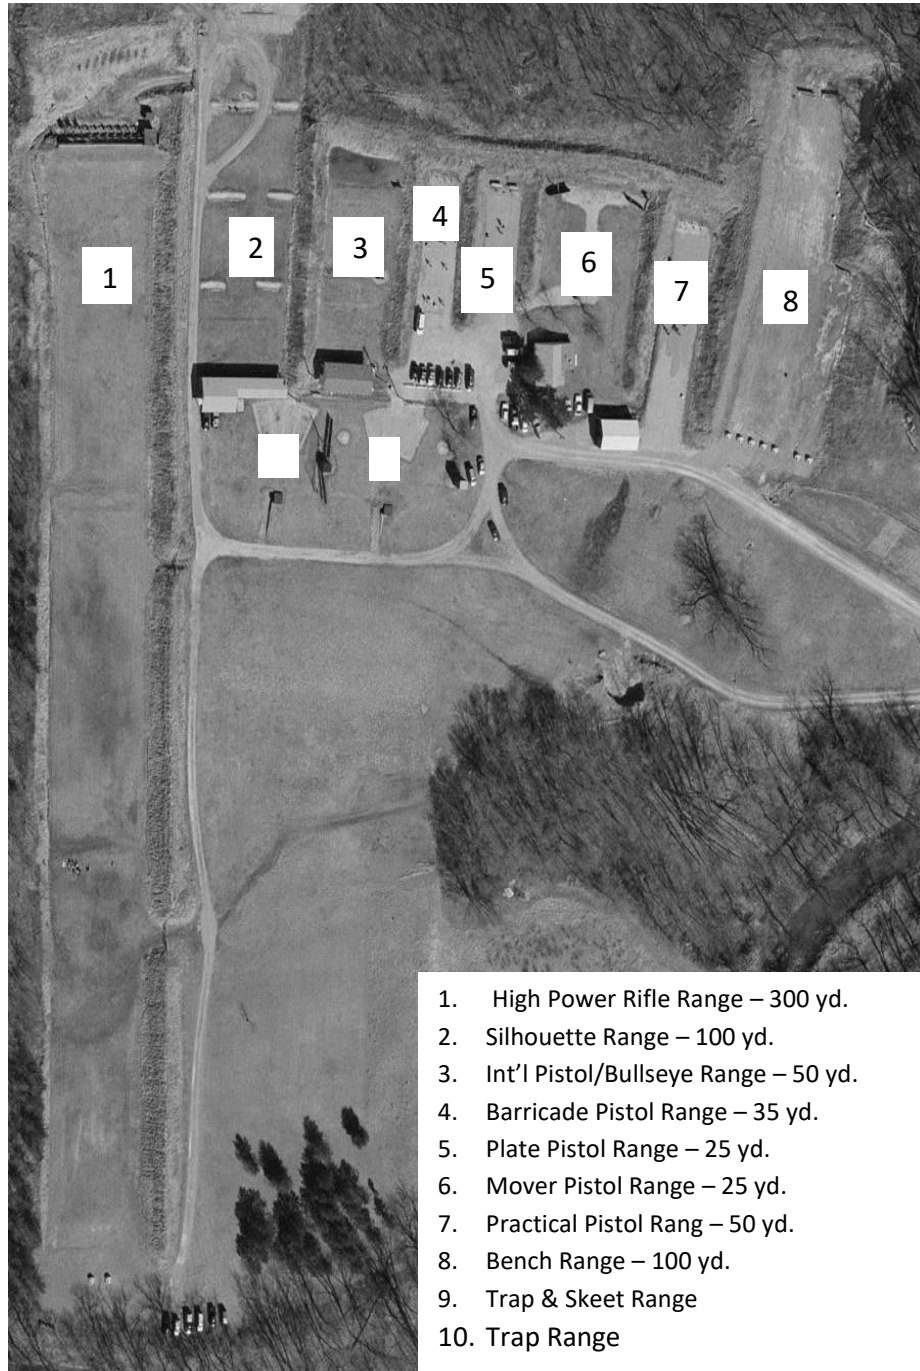 1
2
3
4
5
6
7
8
1. High Power Rifle Range – 300 yd.
2. Silhouette Range – 100 yd.
3. Int’l Pistol/Bullseye Range – 50 yd.
4. Barricade Pistol Range – 35 yd.
5. Plate Pistol Range – 25 yd.
6. Mover Pistol Range – 25 yd.
7. Practical Pistol Rang – 50 yd.
8. Bench Range – 100 yd.
9. Trap & Skeet Range
10. Trap Range